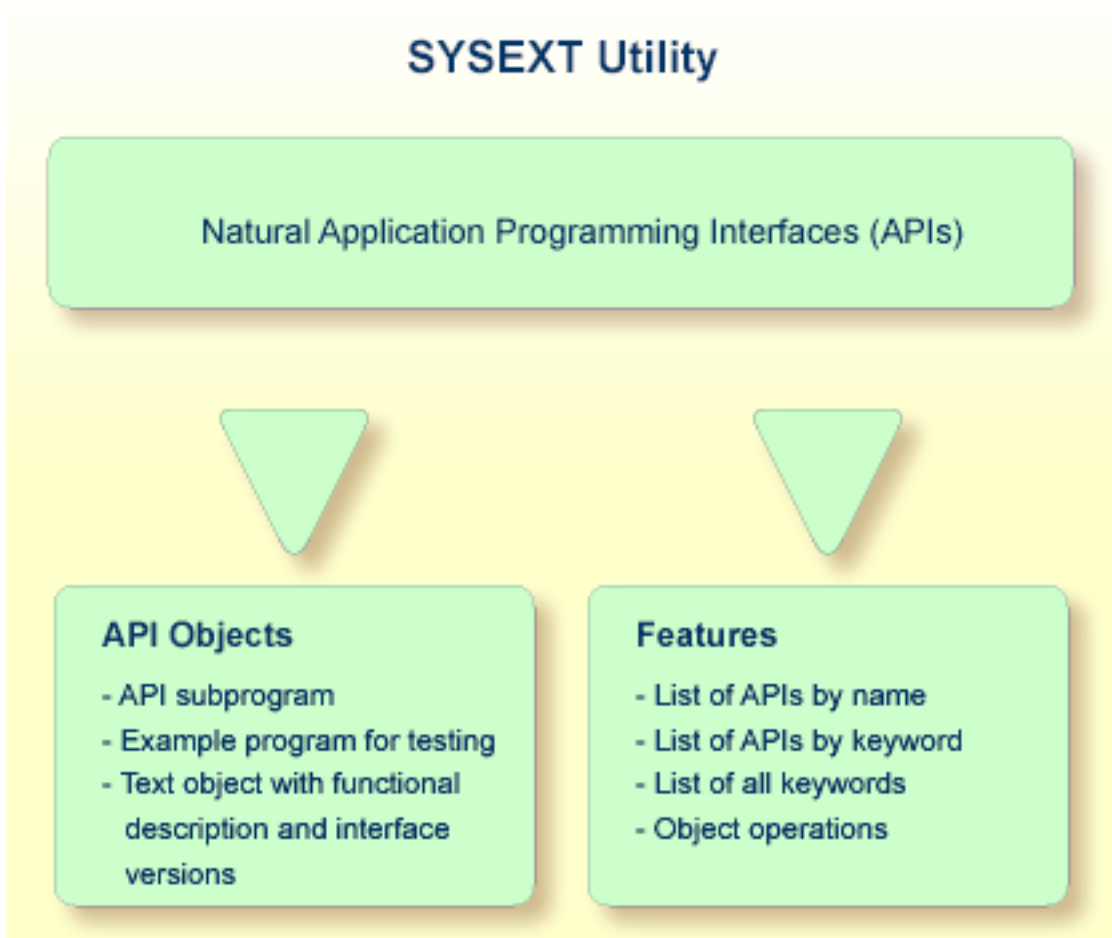 SYSEXT Utility
Natural Application Programming Interfaces (APIs)
API Objects
- API subprogram
- Example program for testing
- Text object with functional
description and interface
versions
Features
- List of APIs by name
- List of APIs by keyword
- List of all keywords
- Object operations